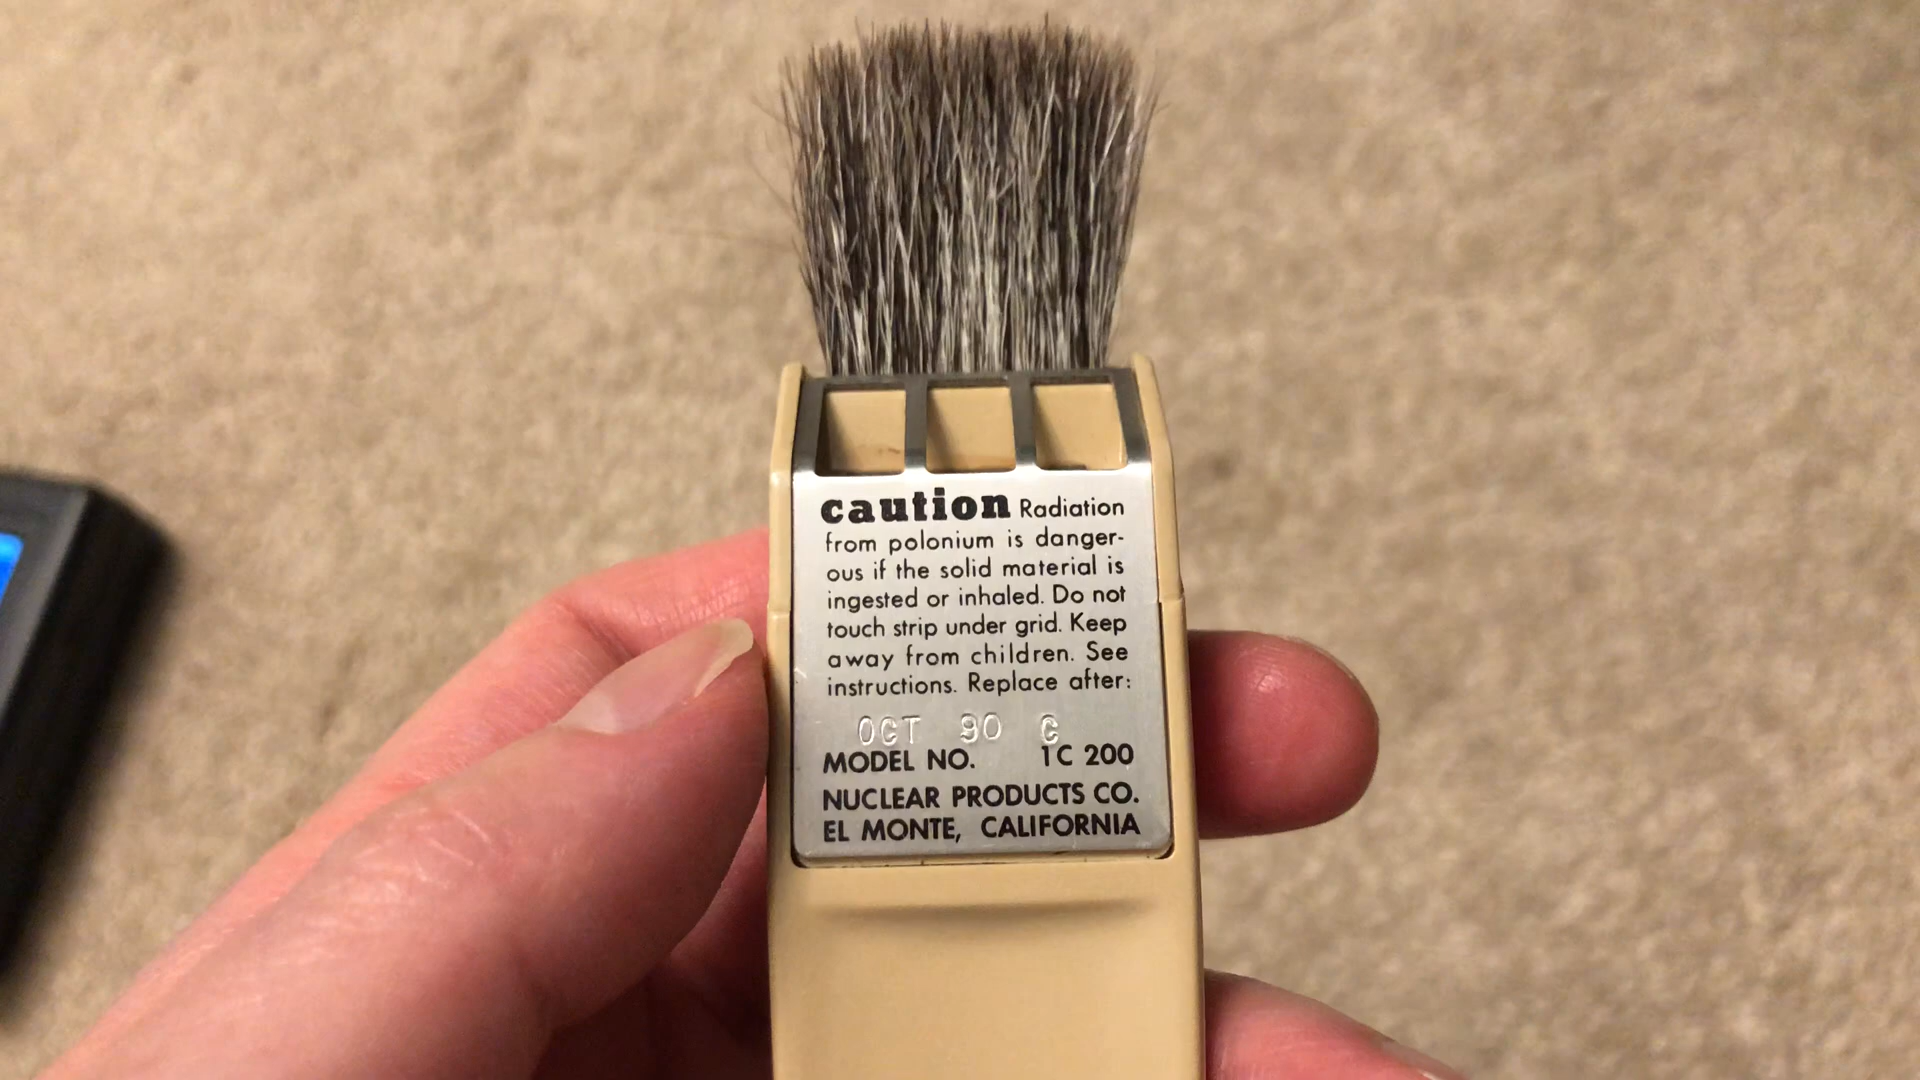 caution Radiation
from polonium is danger-
ous if the solid material is
ingested or inhaled. Do not
touch strip under grid. Keep
away from children. See
instructions. Replace after:
OCT 90 C
MODEL NO. 1C 200
NUCLEAR PRODUCTS CO.
EL MONTE, CALIFORNIA